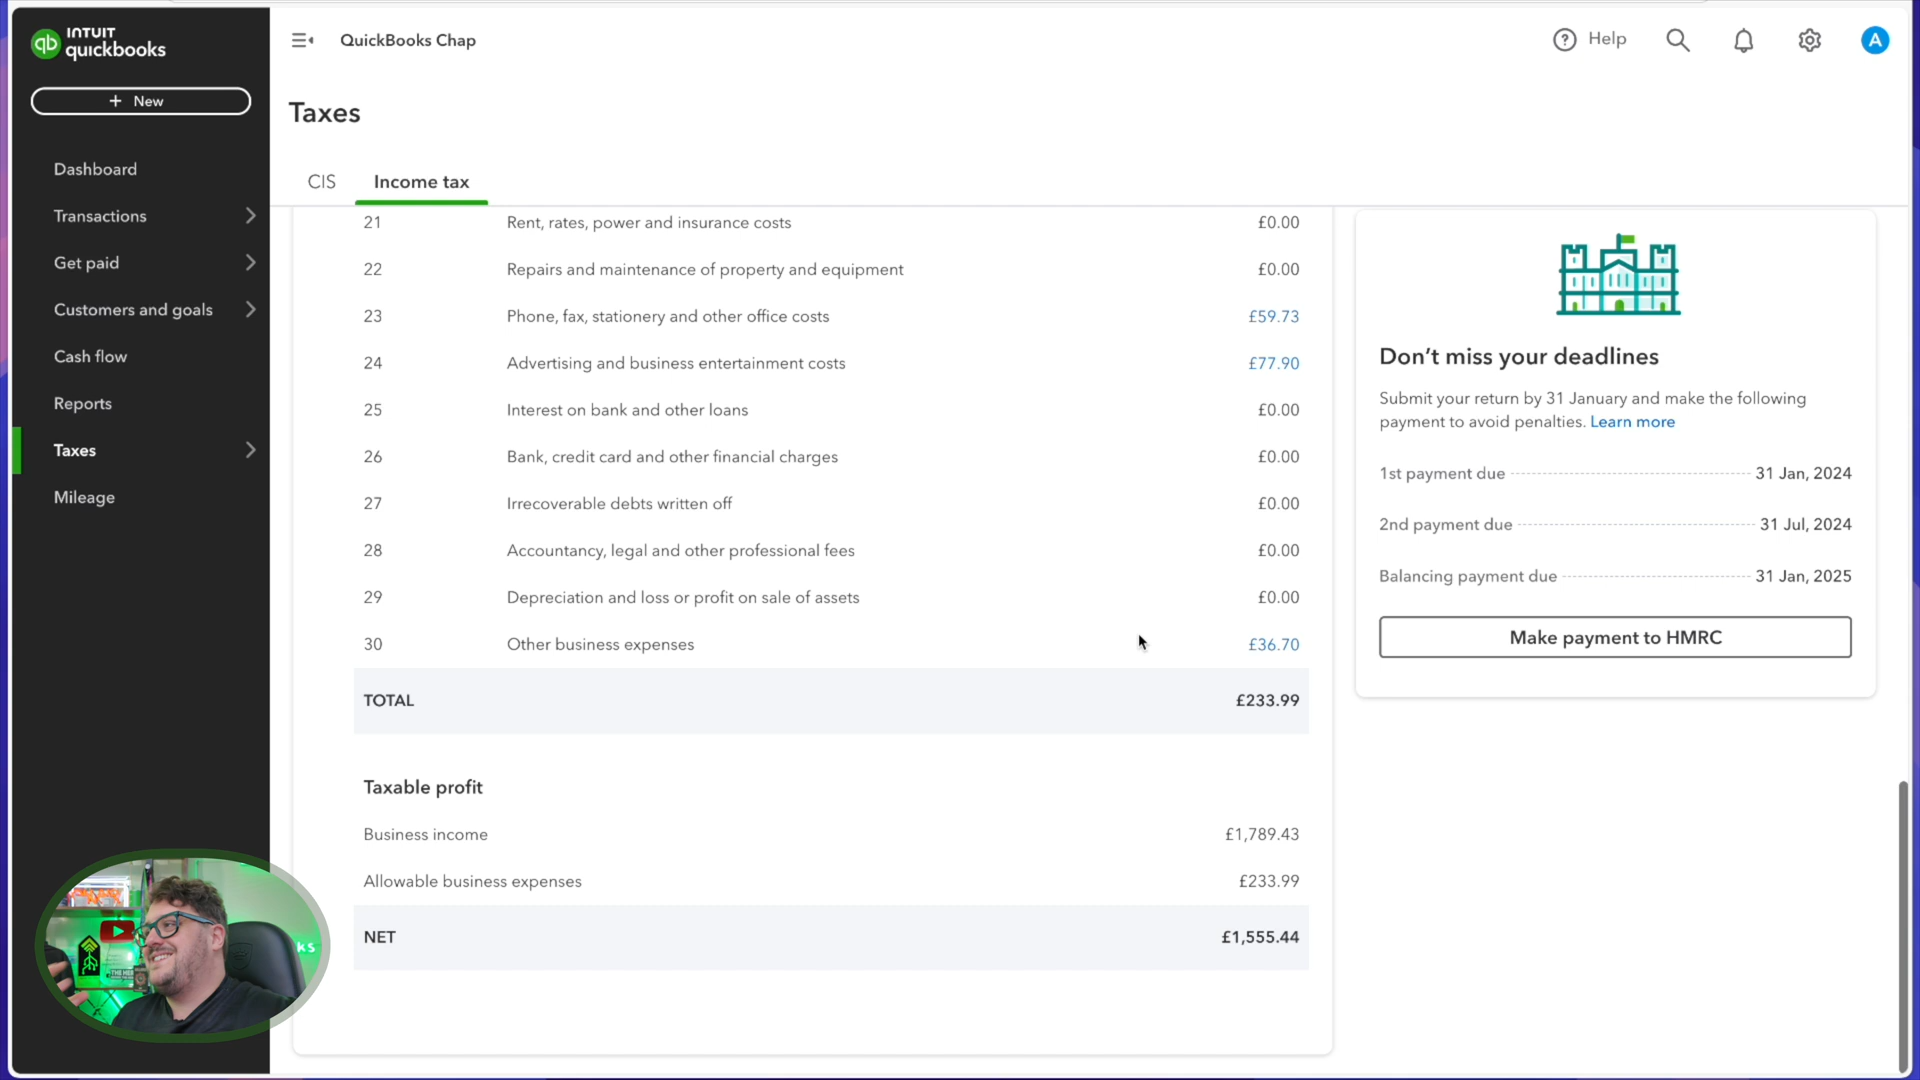 INTUIT
quickbooks
QuickBooks Chap
Help
A
+ New
Dashboard
Transactions
Get paid
Customers and goals
Cash flow
Reports
Taxes
Mileage
Taxes
CIS
Income tax
21 Rent, rates, power and insurance costs £0.00
22 Repairs and maintenance of property and equipment £0.00
23 Phone, fax, stationery and other office costs £59.73
24 Advertising and business entertainment costs £77.90
25 Interest on bank and other loans £0.00
26 Bank, credit card and other financial charges £0.00
27 Irrecoverable debts written off £0.00
28 Accountancy, legal and other professional fees £0.00
29 Depreciation and loss or profit on sale of assets £0.00
30 Other business expenses £36.70
TOTAL £233.99
Taxable profit
Business income £1,789.43
Allowable business expenses £233.99
NET £1,555.44
Don't miss your deadlines
Submit your return by 31 January and make the following
payment to avoid penalties. Learn more
1st payment due 31 Jan, 2024
2nd payment due 31 Jul, 2024
Balancing payment due 31 Jan, 2025
Make payment to HMRC